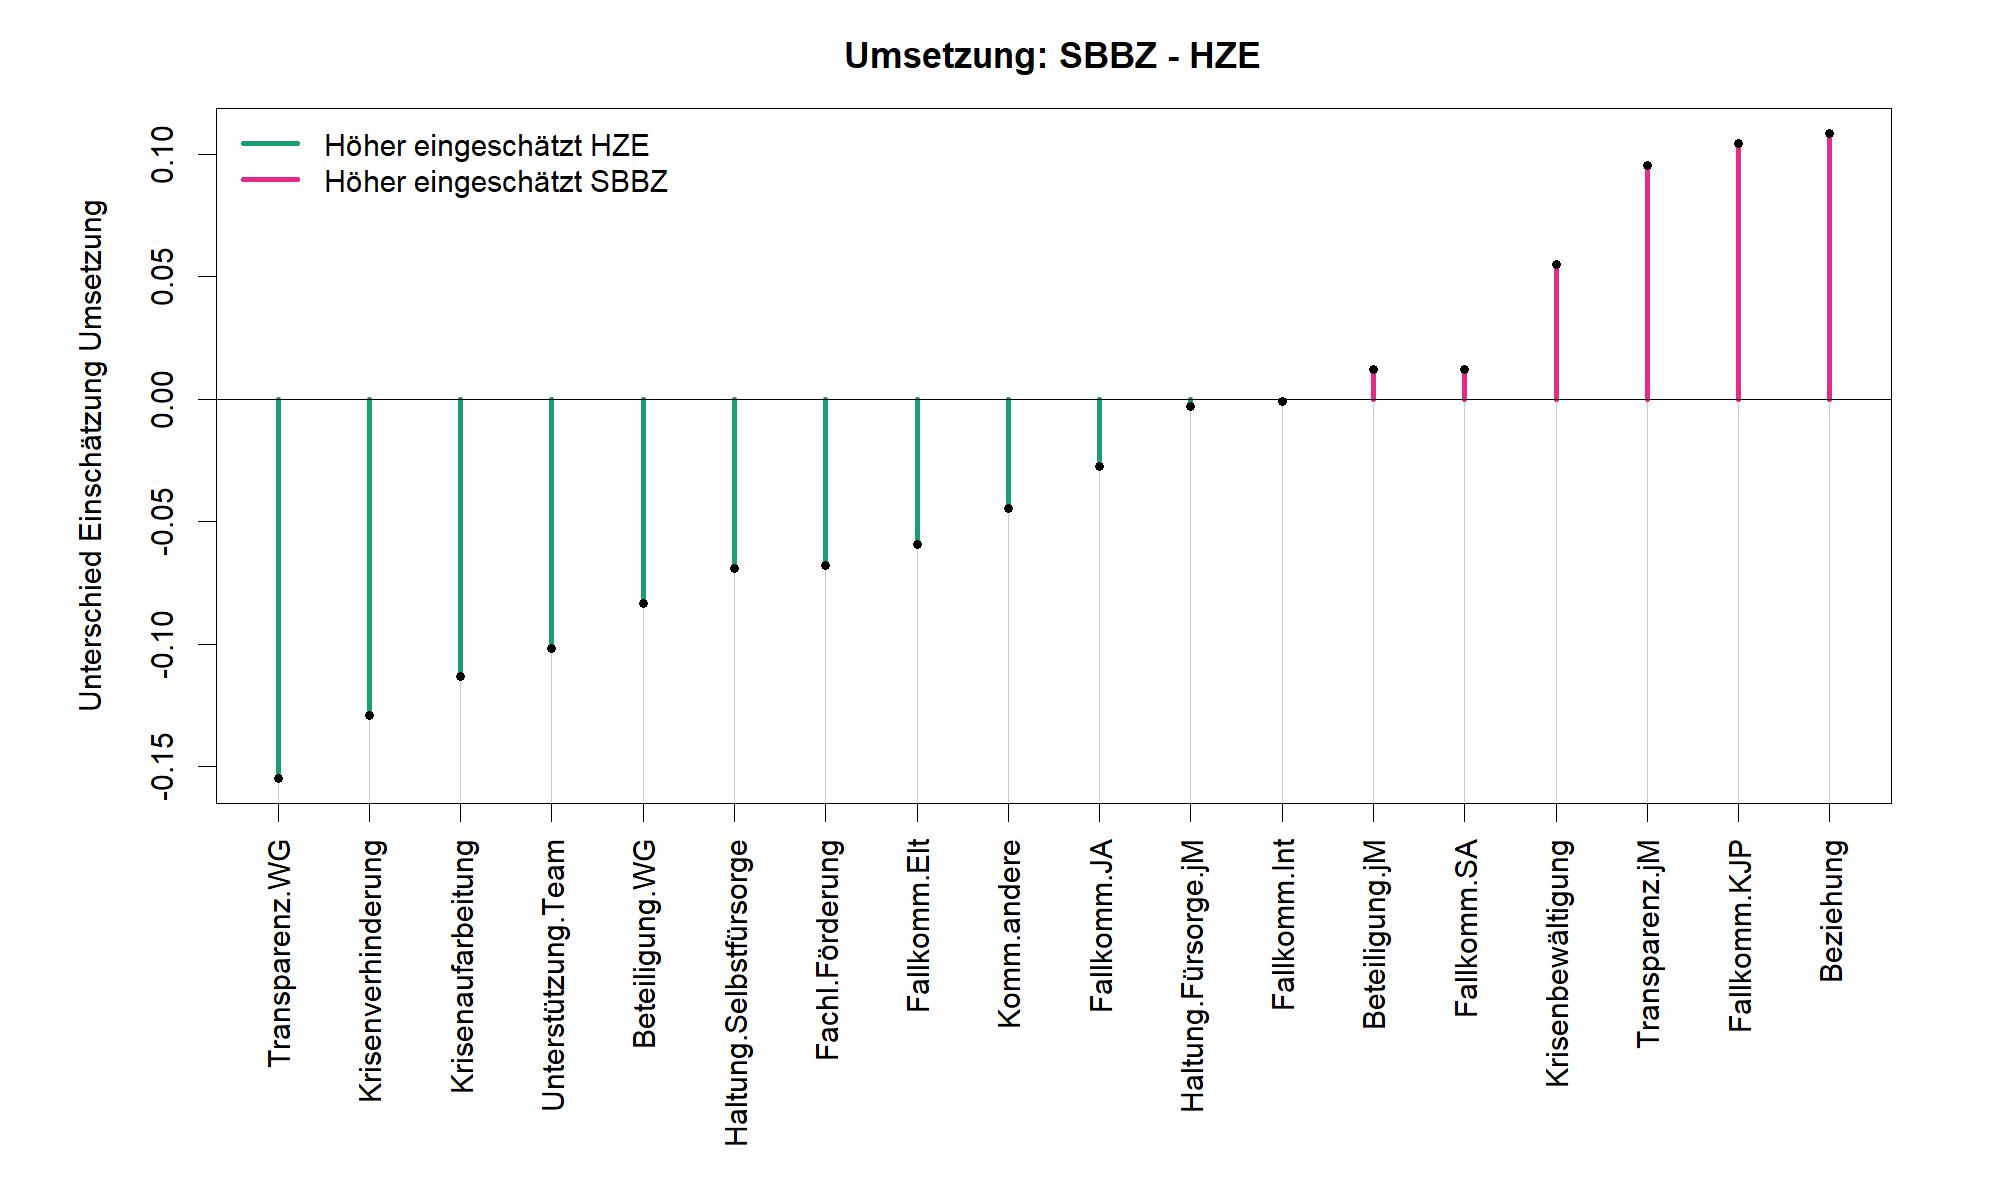 Umsetzung: SBBZ - HZE
Höher eingeschätzt HZE
Höher eingeschätzt SBBZ
Unterschied Einschätzung Umsetzung
0.10
0.05
0.00
-0.05
-0.10
-0.15
Transparenz.WG
Krisenverhinderung
Krisenaufarbeitung
Unterstützung.Team
Beteiligung.WG
Haltung.Selbstfürsorge
Fachl.Förderung
Fallkomm.Elt
Komm.andere
Fallkomm.JA
Haltung.Fürsorge.jM
Fallkomm.Int
Beteiligung.jM
Fallkomm.SA
Krisenbewältigung
Transparenz.jM
Fallkomm.KJP
Beziehung